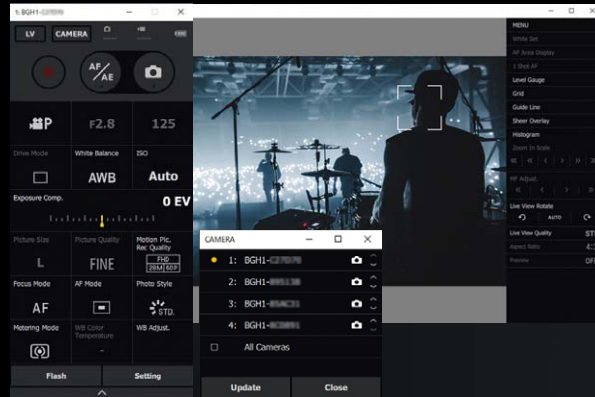 1: BGH1-
LV CAMERA
AF/AE
P F2.8 125
Drive Mode White Balance ISO
AWB Auto
Exposure Comp. 0 EV
Picture Size Picture Quality Motion Pic. Rec Quality
L FINE FHD 28M 60P
Focus Mode AF Mode Photo Style
AF STD.
Metering Mode WB Color Temperature WB Adjust.
-
Flash Setting
CAMERA
1: BGH1-
2: BGH1-
3: BGH1-
4: BGH1-
All Cameras
Update Close
MENU
White Set
AF Area Display
1 Shot AF
Level Gauge
Grid
Guide Line
Sheer Overlay
Histogram
Zoom In Scale
MF Adjust.
Live View Rotate
AUTO
Live View Quality ST
Aspect Ratio 4:
Preview OF